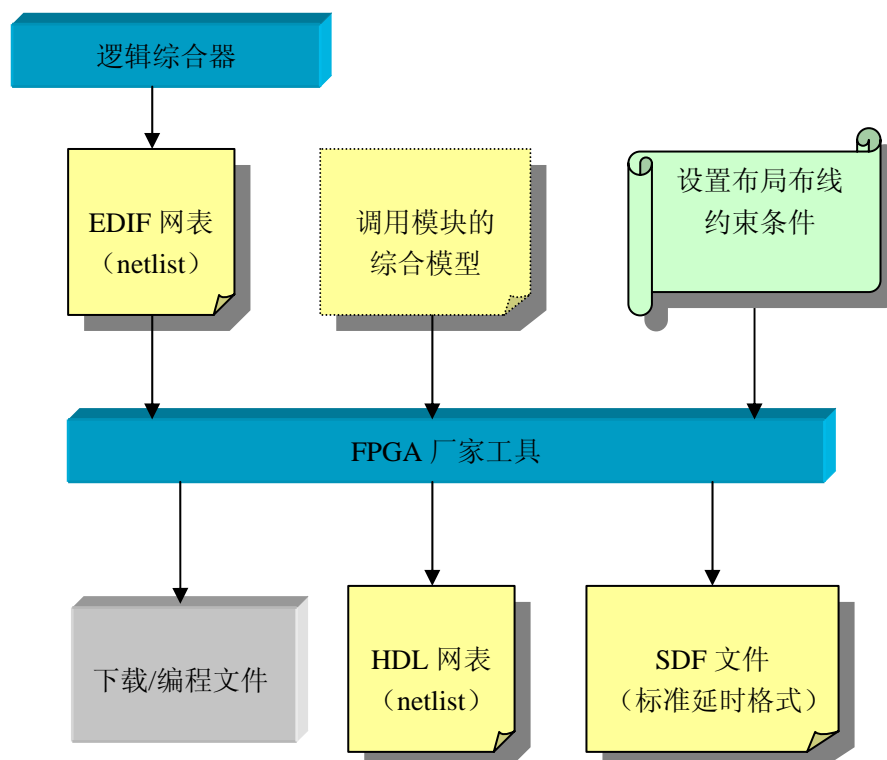 逻辑综合器
EDIF 网表
（netlist）
调用模块的
综合模型
设置布局布线
约束条件
FPGA 厂家工具
下载/编程文件
HDL 网表
（netlist）
SDF 文件
（标准延时格式）